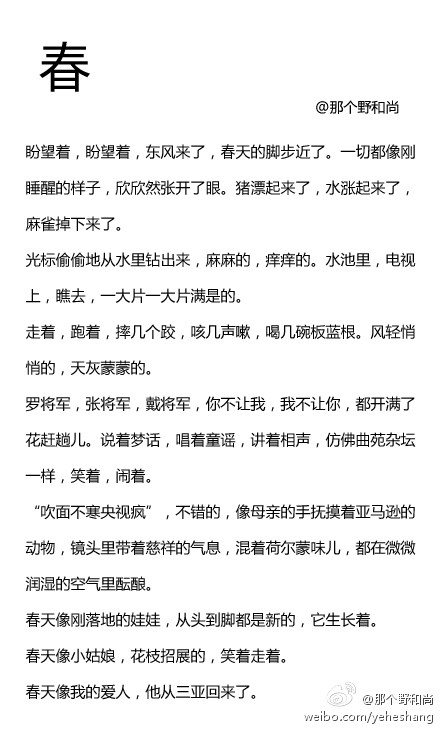 春
@那个野和尚
盼望着，盼望着，东风来了，春天的脚步近了。一切都像刚
睡醒的样子，欣欣然张开了眼。猪漂起来了，水涨起来了，
麻雀掉下来了。
光标偷偷地从水里钻出来，麻麻的，痒痒的。水池里，电视
上，瞧去，一大片一大片满是的。
走着，跑着，摔几个跤，咳几声嗽，喝几碗板蓝根。风轻悄
悄的，天灰蒙蒙的。
罗将军，张将军，戴将军，你不让我，我不让你，都开满了
花赶趟儿。说着梦话，唱着童谣，讲着相声，仿佛曲苑杂坛
一样，笑着，闹着。
“吹面不寒央视疯”，不错的，像母亲的手抚摸着亚马逊的
动物，镜头里带着慈祥的气息，混着荷尔蒙味儿，都在微微
润湿的空气里酝酿。
春天像刚落地的娃娃，从头到脚都是新的，它生长着。
春天像小姑娘，花枝招展的，笑着走着。
春天像我的爱人，他从三亚回来了。
@那个野和尚
weibo.com/yeheshang